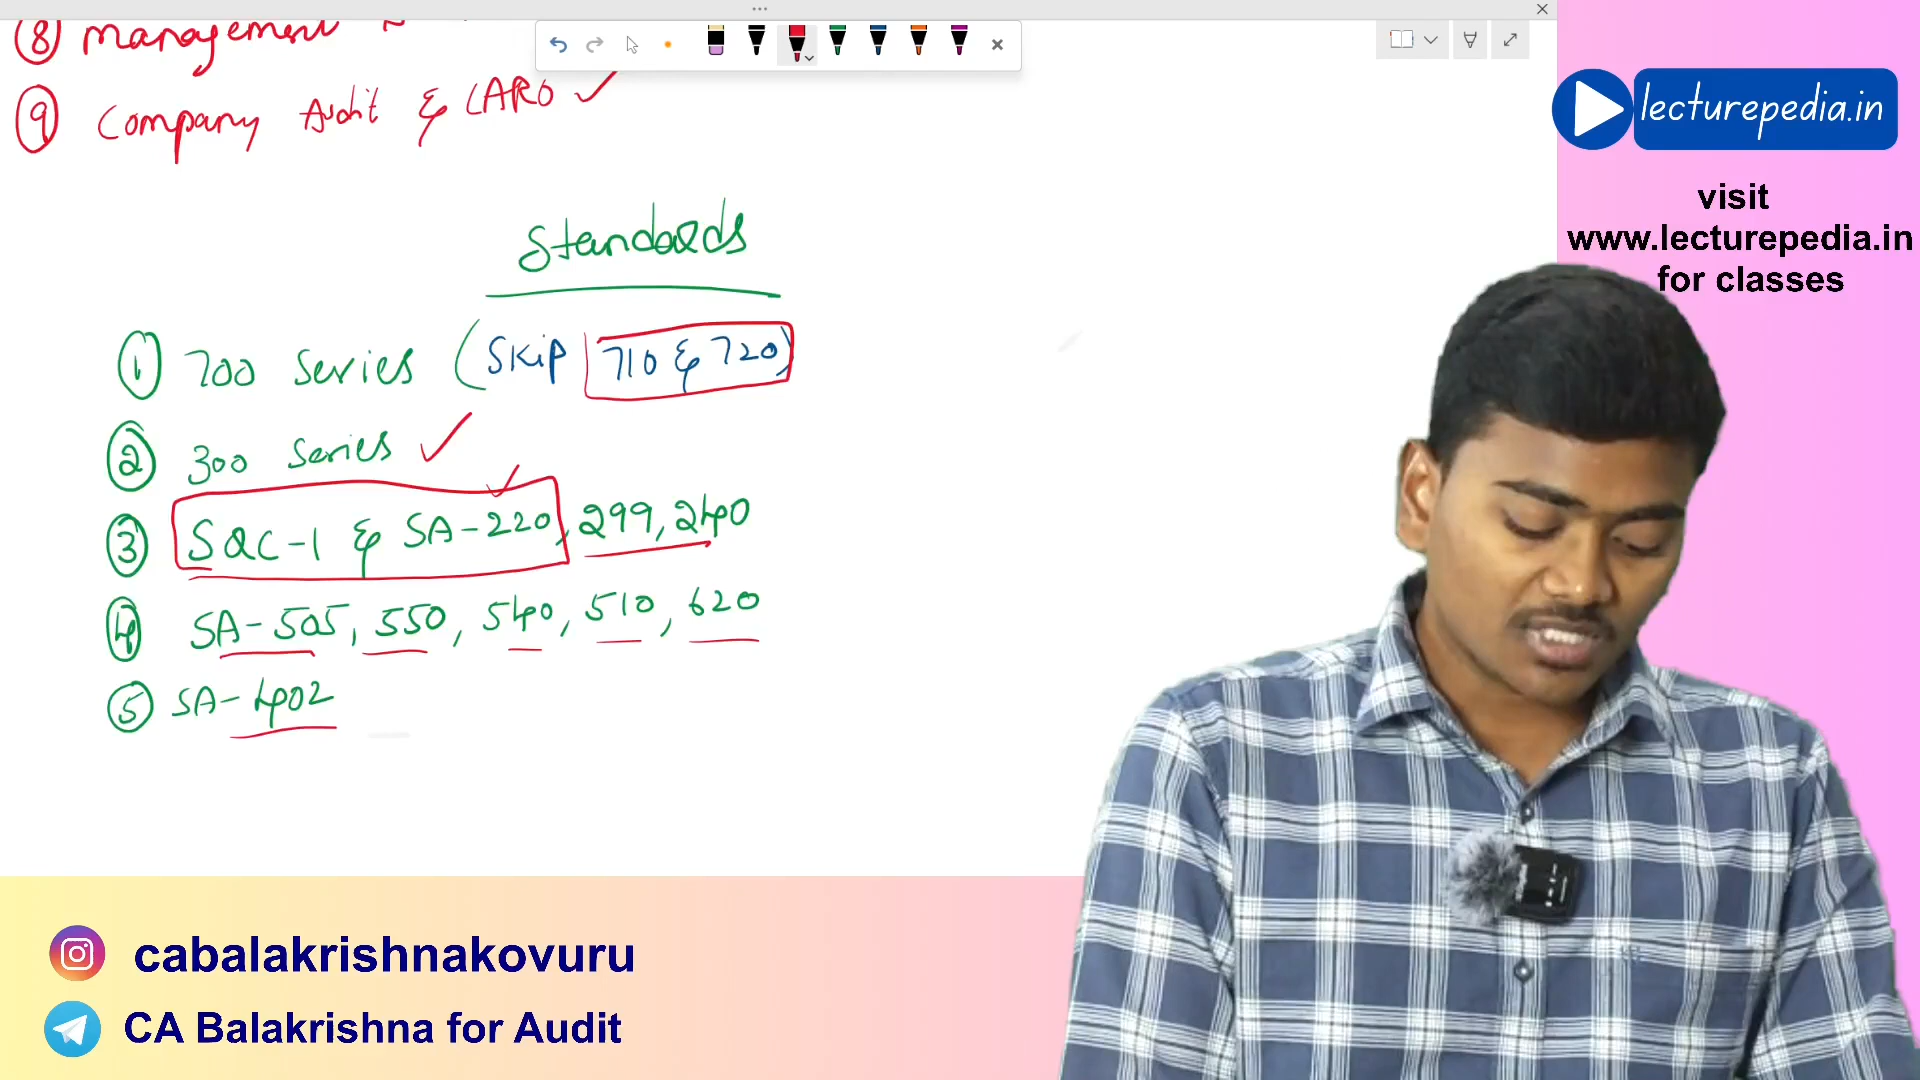 ⑧ management
⑨ Company Audit & CARO ✓
Standards
① 700 Series (Skip 710 & 720)
② 300 Series ✓
③ SQC-1 & SA-220, 299, 240
④ SA-505, 550, 540, 510, 620
⑤ SA-402
lecturepedia.in
visit
www.lecturepedia.in
for classes
cabalakrishnakovuru
CA Balakrishna for Audit